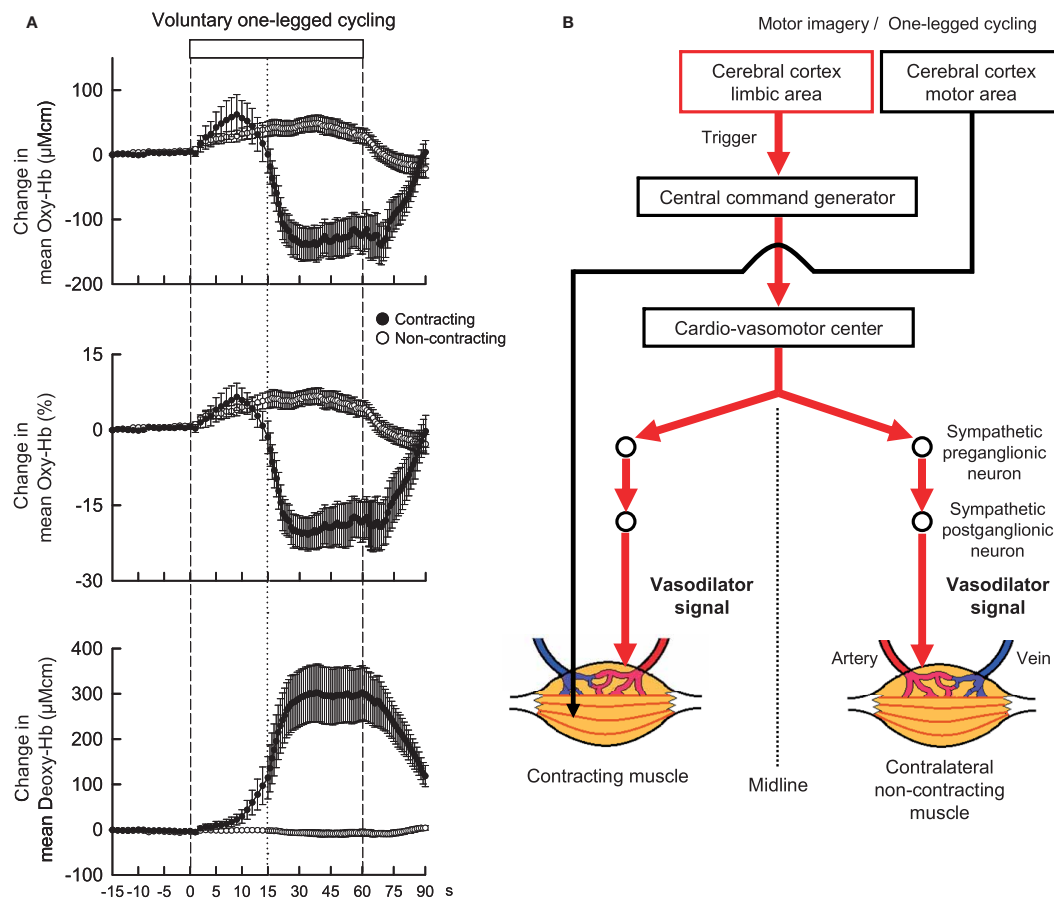 A
Voluntary one-legged cycling
Change in
mean Oxy-Hb (μMcm)
100
0
-100
-200
Contracting
Non-contracting
Change in
mean Oxy-Hb (%)
15
0
-15
-30
Change in
mean Deoxy-Hb (μMcm)
400
300
200
100
0
-100
-15 -10 -5 0 5 10 15 30 45 60 75 90 s
B
Motor imagery / One-legged cycling
Cerebral cortex
limbic area
Cerebral cortex
motor area
Trigger
Central command generator
Cardio-vasomotor center
Sympathetic
preganglionic
neuron
Sympathetic
postganglionic
neuron
Vasodilator
signal
Vasodilator
signal
Artery
Vein
Contracting muscle
Midline
Contralateral
non-contracting
muscle